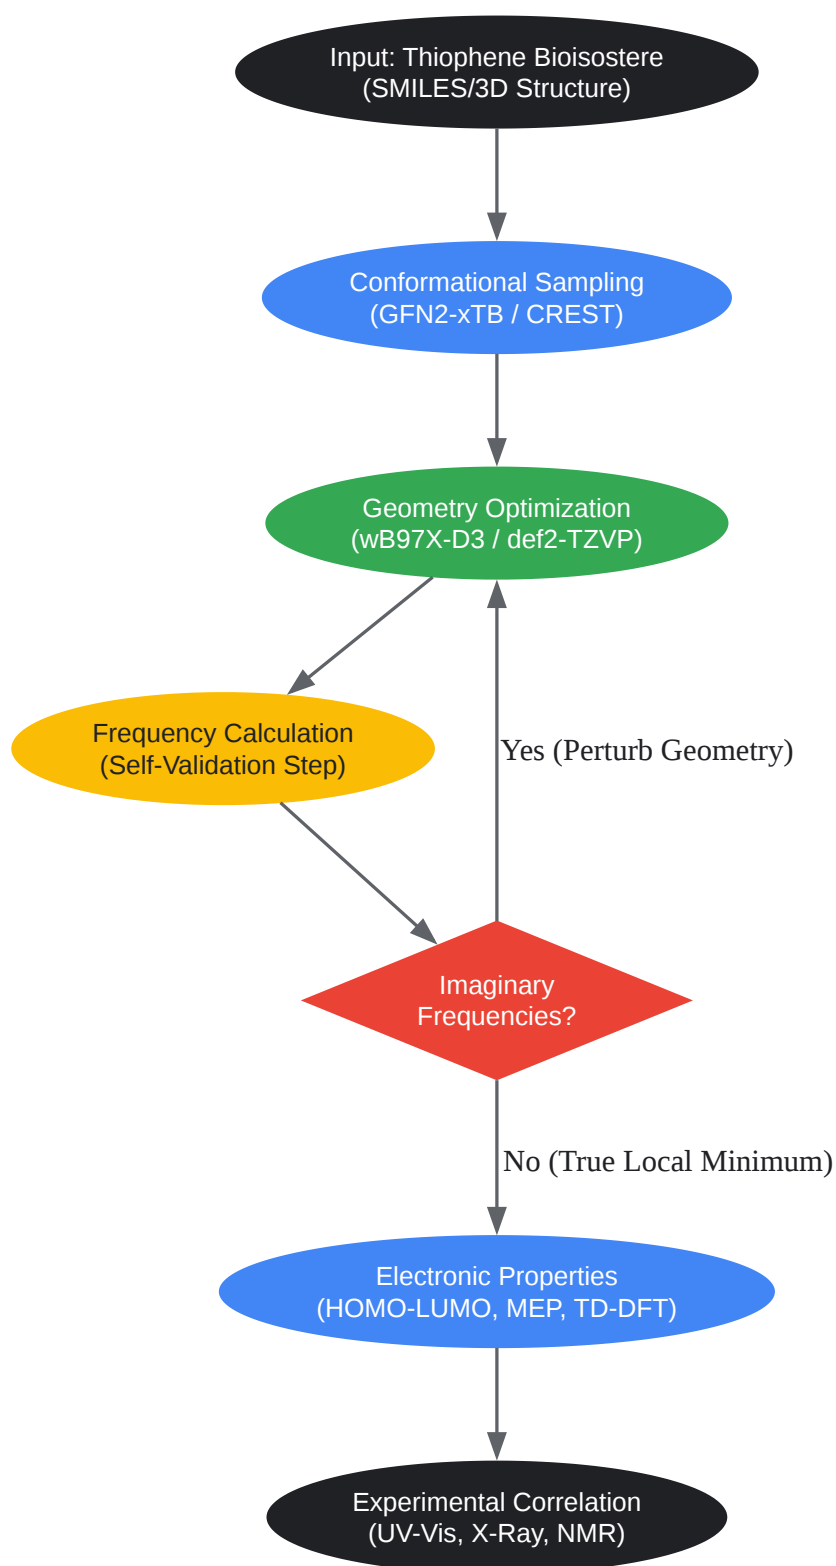 Input: Thiophene Bioisostere
(SMILES/3D Structure)
Conformational Sampling
(GFN2-xTB / CREST)
Geometry Optimization
(wB97X-D3 / def2-TZVP)
Frequency Calculation
(Self-Validation Step)
Yes (Perturb Geometry)
Imaginary
Frequencies?
No (True Local Minimum)
Electronic Properties
(HOMO-LUMO, MEP, TD-DFT)
Experimental Correlation
(UV-Vis, X-Ray, NMR)